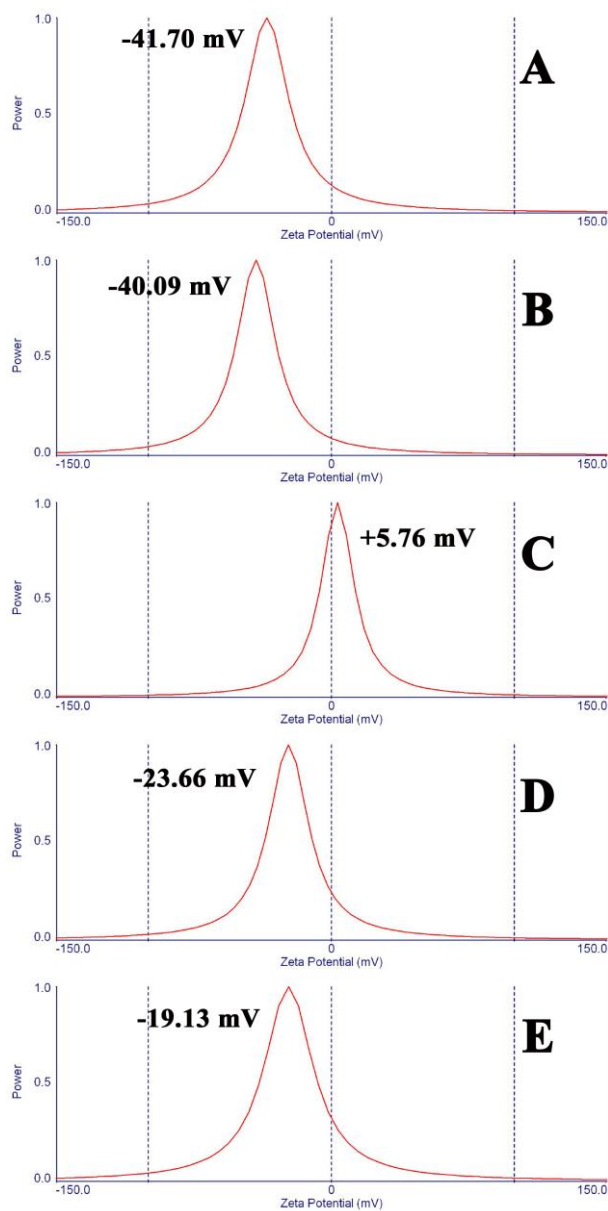 1.0
-41.70 mV
A
Power
0.5
0.0
-150.0 0 150.0
Zeta Potential (mV)
1.0
-40.09 mV
B
Power
0.5
0.0
-150.0 0 150.0
Zeta Potential (mV)
1.0
+5.76 mV
C
Power
0.5
0.0
-150.0 0 150.0
Zeta Potential (mV)
1.0
-23.66 mV
D
Power
0.5
0.0
-150.0 0 150.0
Zeta Potential (mV)
1.0
-19.13 mV
E
Power
0.5
0.0
-150.0 0 150.0
Zeta Potential (mV)